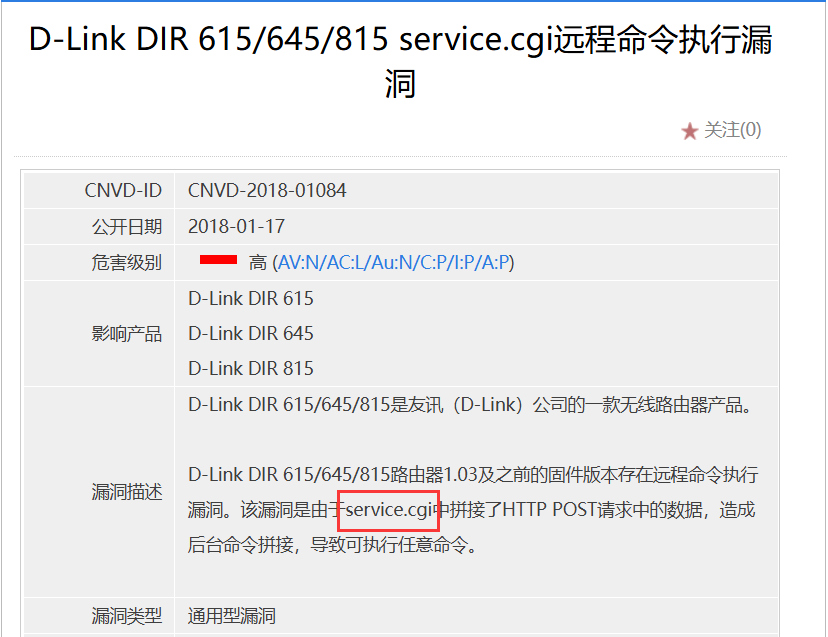 D-Link DIR 615/645/815 service.cgi远程命令执行漏
洞
关注(0)
CNVD-ID CNVD-2018-01084
公开日期 2018-01-17
危害级别 高 (AV:N/AC:L/Au:N/C:P/I:P/A:P)
影响产品 D-Link DIR 615
D-Link DIR 645
D-Link DIR 815
漏洞描述 D-Link DIR 615/645/815是友讯（D-Link）公司的一款无线路由器产品。
D-Link DIR 615/645/815路由器1.03及之前的固件版本存在远程命令执行
漏洞。该漏洞是由于service.cgi中拼接了HTTP POST请求中的数据，造成
后台命令拼接，导致可执行任意命令。
漏洞类型 通用型漏洞